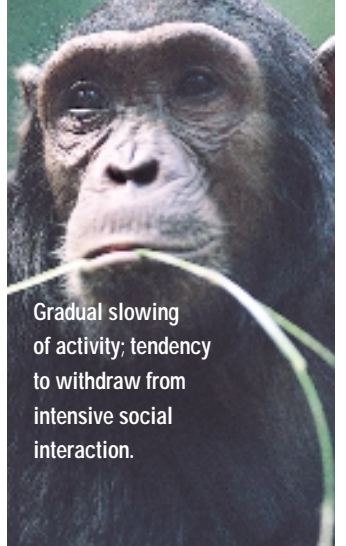 Gradual slowing
of activity; tendency
to withdraw from
intensive social
interaction.